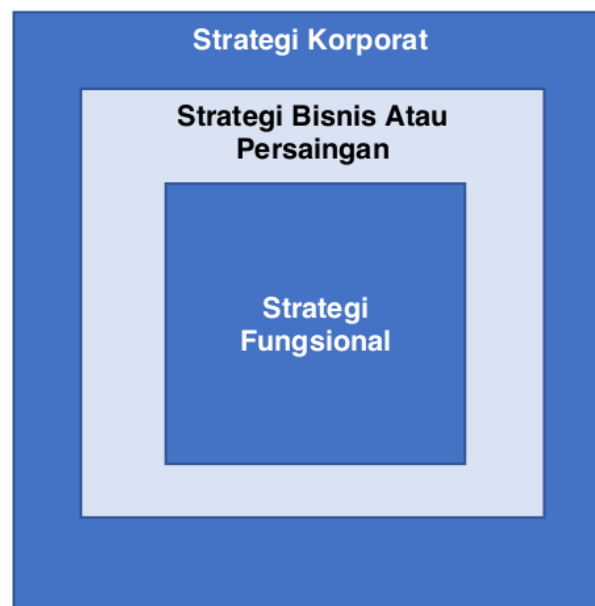 Strategi Korporat
Strategi Bisnis Atau
Persaingan
Strategi
Fungsional